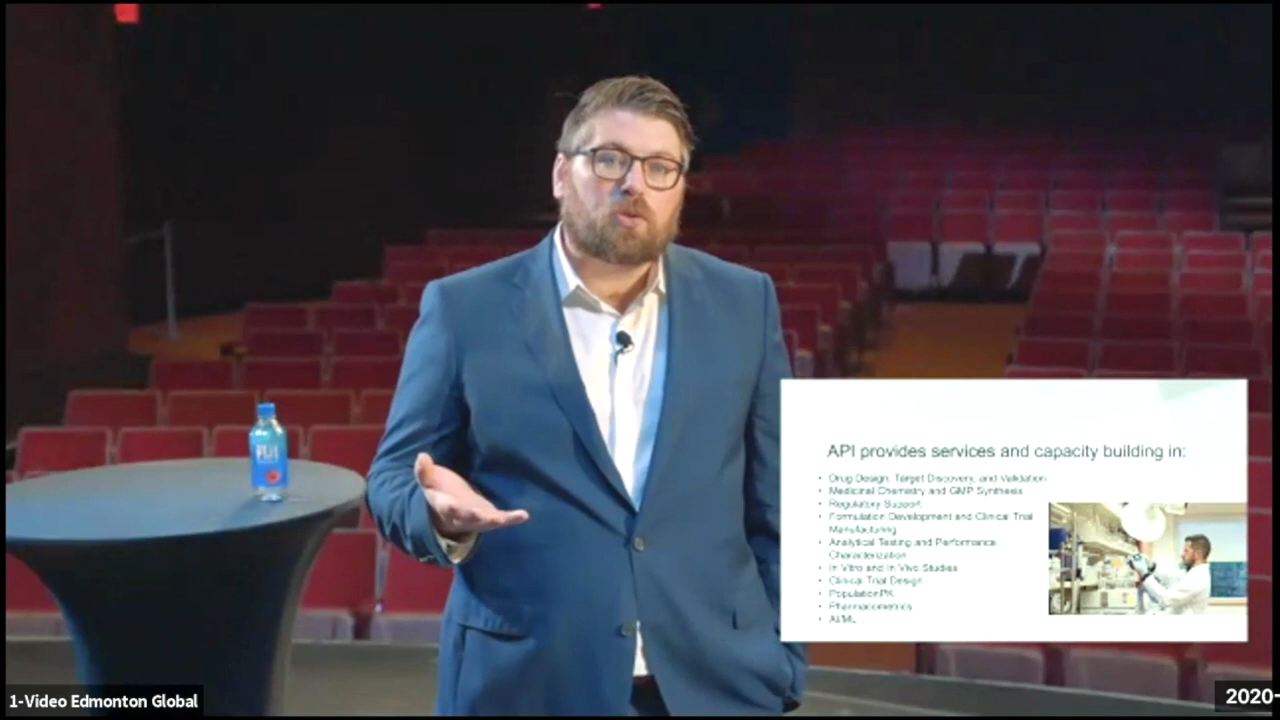 FIJI
API provides services and capacity building in:
• Drug Design, Target Discovery, and Validation
• Medicinal Chemistry and GMP Synthesis
• Regulatory Support
• Formulation Development and Clinical Trial
Manufacturing
• Analytical Testing and Performance
Characterization
• In Vitro and In Vivo Studies
• Clinical Trial Design
• PopulationPK
• Pharmacometrics
• AI/ML
1-Video Edmonton Global
2020-